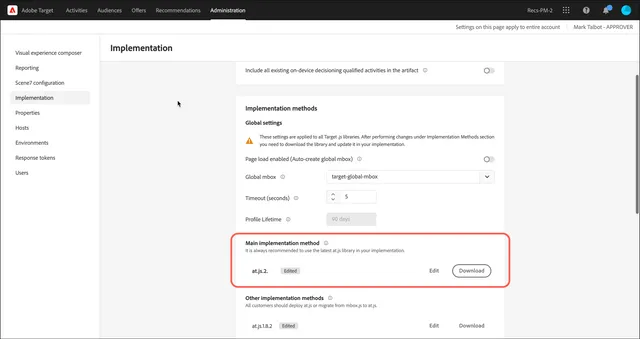 Adobe Target
Activities
Audiences
Offers
Recommendations
Administration
Recs-PM-2
Settings on this page apply to entire account
Mark Talbot - APPROVER
Visual experience composer
Reporting
Scene7 configuration
Implementation
Properties
Hosts
Environments
Response tokens
Users
Implementation
Include all existing on-device decisioning qualified activities in the artifact
Implementation methods
Global settings
These settings are applied to all Target .js libraries. After performing changes under Implementation Methods section
you need to download the library and update it in your implementation.
Page load enabled (Auto-create global mbox)
Global mbox
target-global-mbox
Timeout (seconds)
5
Profile Lifetime
90 days
Main implementation method
It is always recommended to use the latest at.js library in your implementation.
at.js.2.
Edited
Edit
Download
Other implementation methods
All customers should deploy at.js or migrate from mbox.js to at.js.
at.js.1.8.2
Edited
Edit
Download